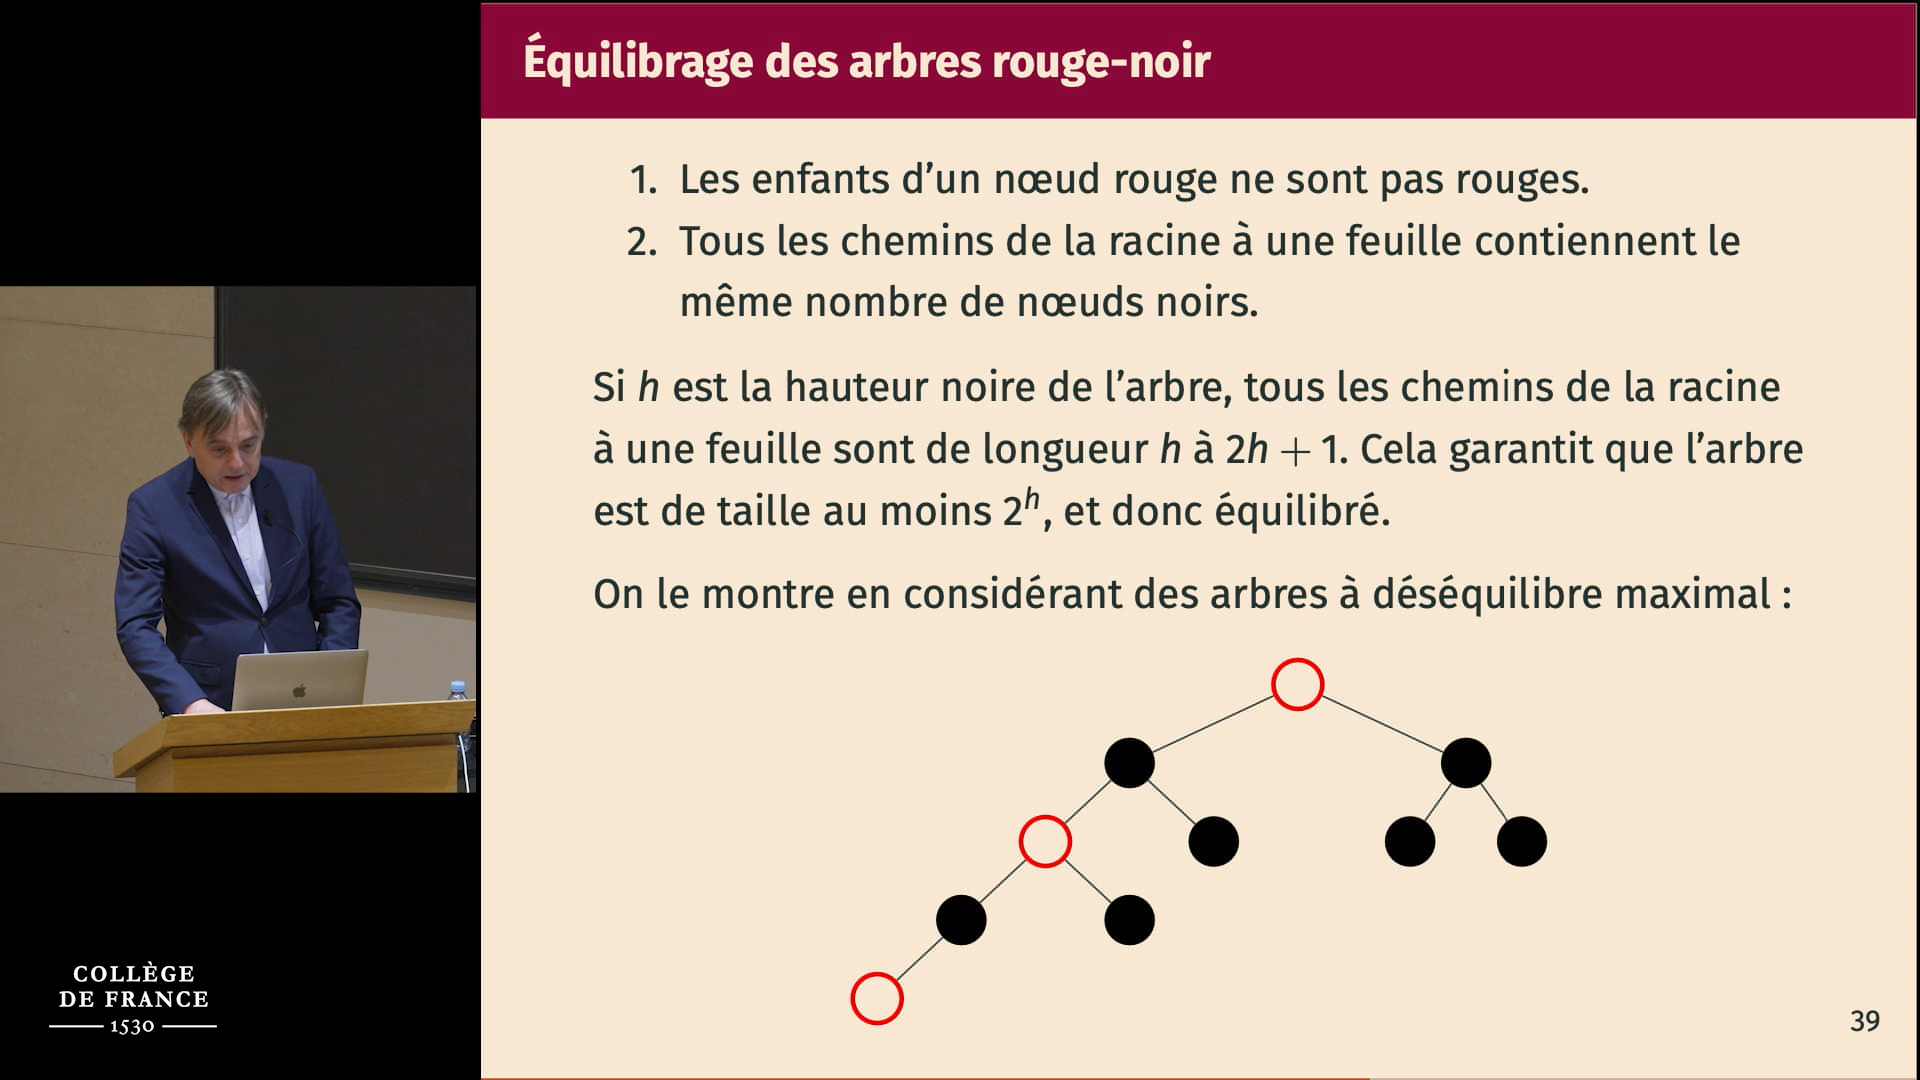 Équilibrage des arbres rouge-noir
1. Les enfants d’un nœud rouge ne sont pas rouges.
2. Tous les chemins de la racine à une feuille contiennent le
même nombre de nœuds noirs.
Si h est la hauteur noire de l’arbre, tous les chemins de la racine
à une feuille sont de longueur h à 2h + 1. Cela garantit que l’arbre
est de taille au moins 2^h, et donc équilibré.
On le montre en considérant des arbres à déséquilibre maximal :
39
COLLÈGE
DE FRANCE
1530